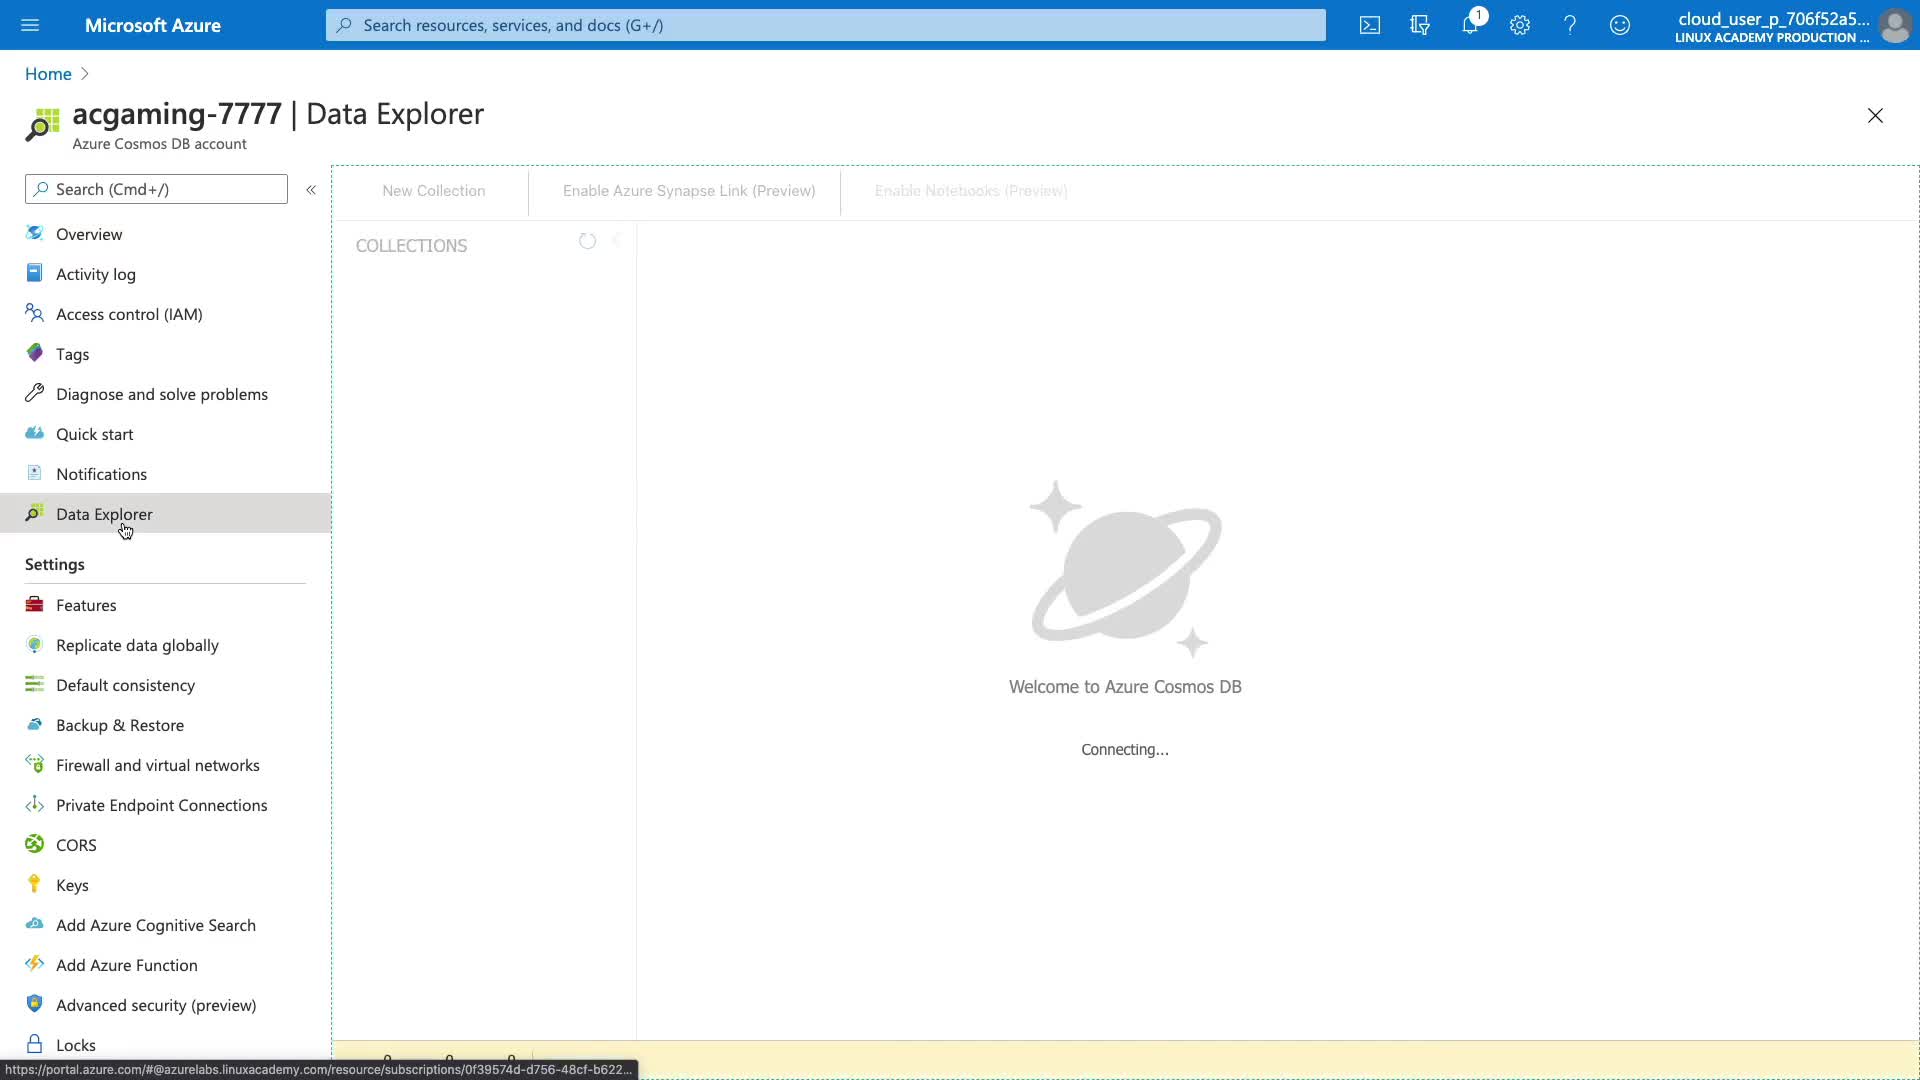 Microsoft Azure
Search resources, services, and docs (G+/)
1
cloud_user_p_706f52a5...
LINUX ACADEMY PRODUCTION ...
Home
acgaming-7777 | Data Explorer
Azure Cosmos DB account
Search (Cmd+/)
«
New Collection
Enable Azure Synapse Link (Preview)
Enable Notebooks (Preview)
COLLECTIONS
Overview
Activity log
Access control (IAM)
Tags
Diagnose and solve problems
Quick start
Notifications
Data Explorer
Settings
Features
Replicate data globally
Default consistency
Backup & Restore
Firewall and virtual networks
Private Endpoint Connections
CORS
Keys
Add Azure Cognitive Search
Add Azure Function
Advanced security (preview)
Locks
Welcome to Azure Cosmos DB
Connecting...
0 0 0
https://portal.azure.com/#@azurelabs.linuxacademy.com/resource/subscriptions/0f39574d-d756-48cf-b622...